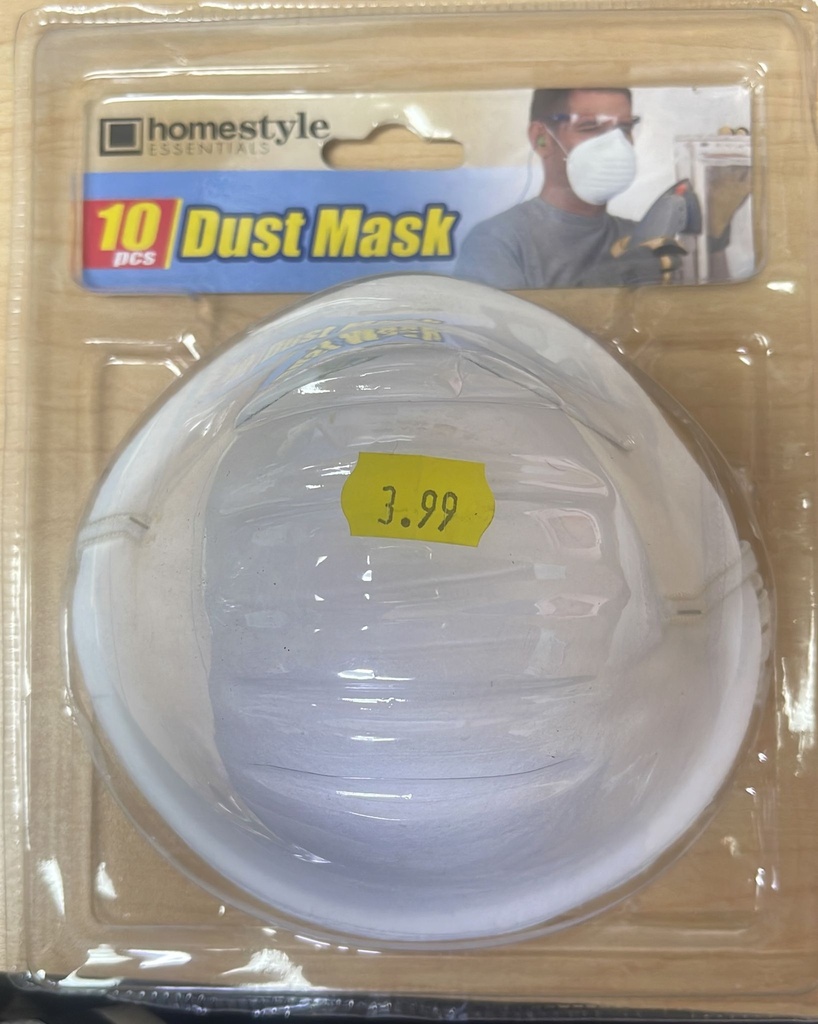 homestyle
ESSENTIALS
10
pcs
Dust Mask
3.99